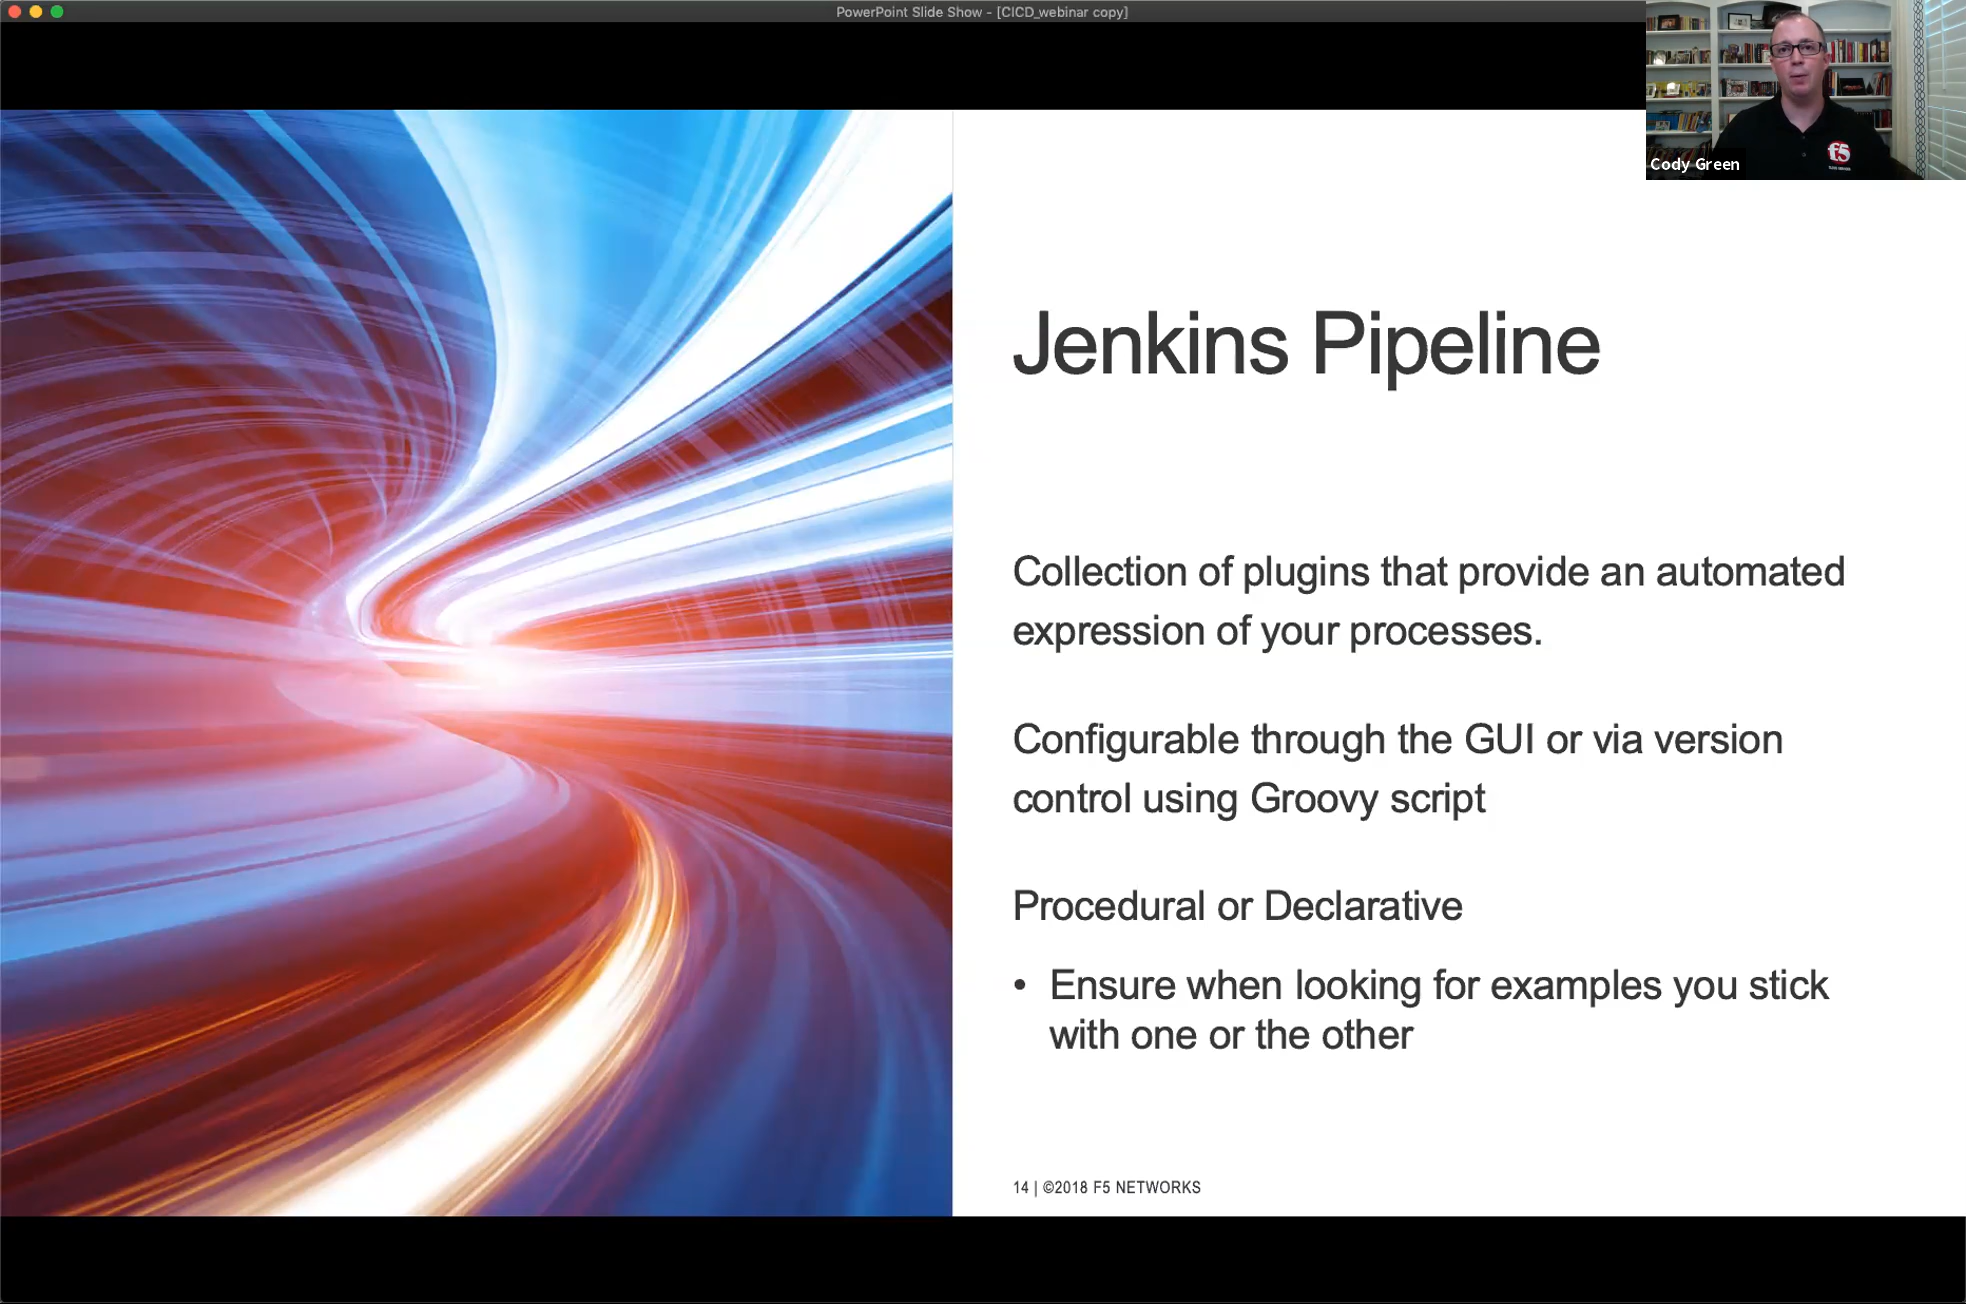 PowerPoint Slide Show - [CICD_webinar copy]
f5
Cody Green
Jenkins Pipeline
Collection of plugins that provide an automated
expression of your processes.
Configurable through the GUI or via version
control using Groovy script
Procedural or Declarative
• Ensure when looking for examples you stick
with one or the other
14 | ©2018 F5 NETWORKS